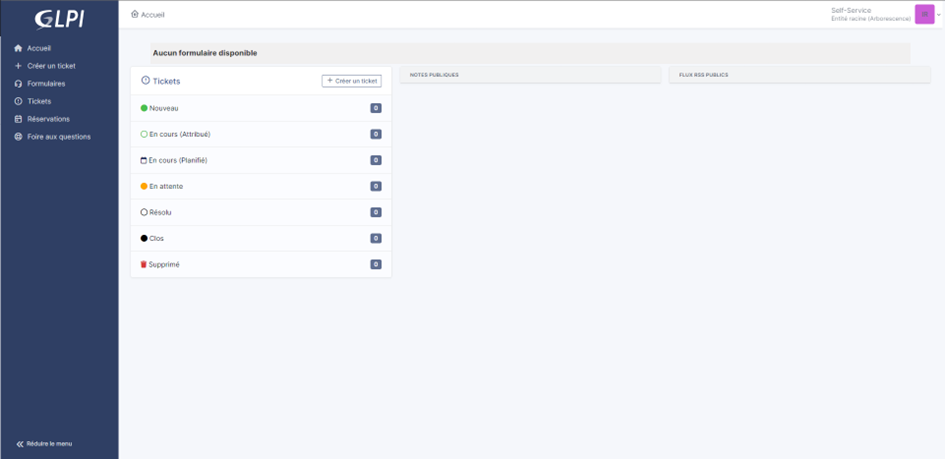 GLPI
Accueil
Créer un ticket
Formulaires
Tickets
Réservations
Foire aux questions
Réduire le menu
Accueil
Self-Service
Entité racine (Arborescence)
Aucun formulaire disponible
Tickets
+ Créer un ticket
Nouveau 0
En cours (Attribué) 0
En cours (Planifié) 0
En attente 0
Résolu 0
Clos 0
Supprimé 0
NOTES PUBLIQUES
FLUX RSS PUBLICS